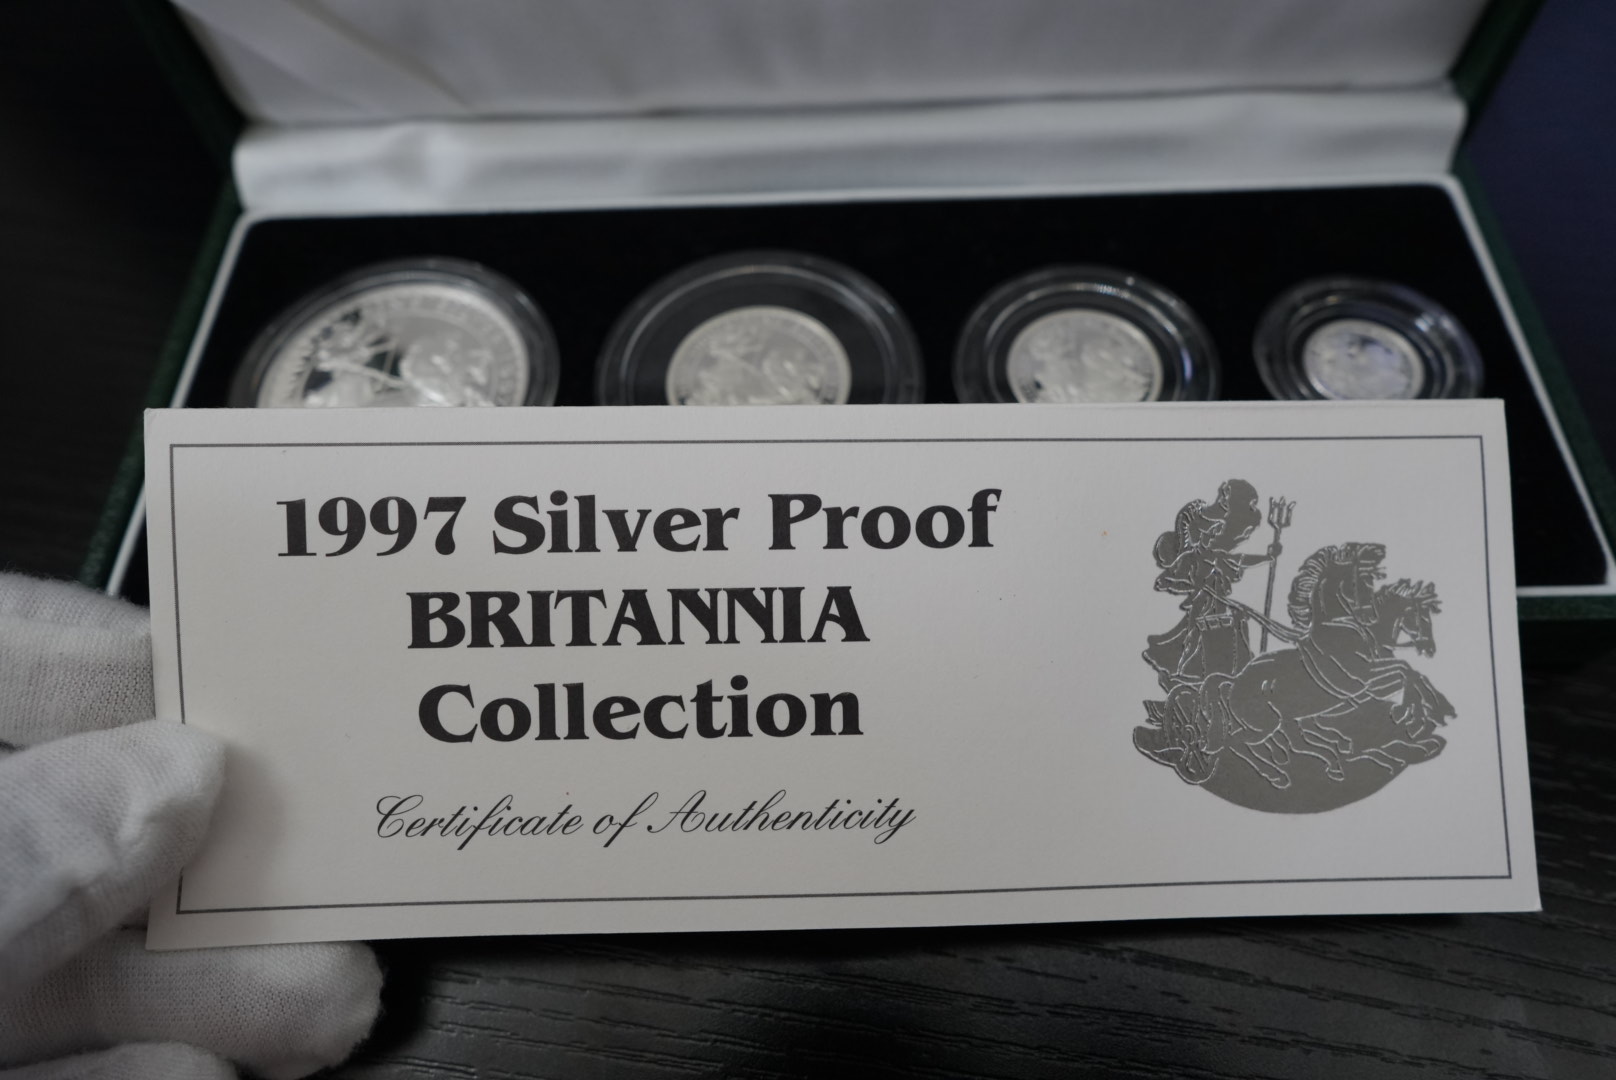 1997 Silver Proof
BRITANNIA
Collection
Certificate of Authenticity